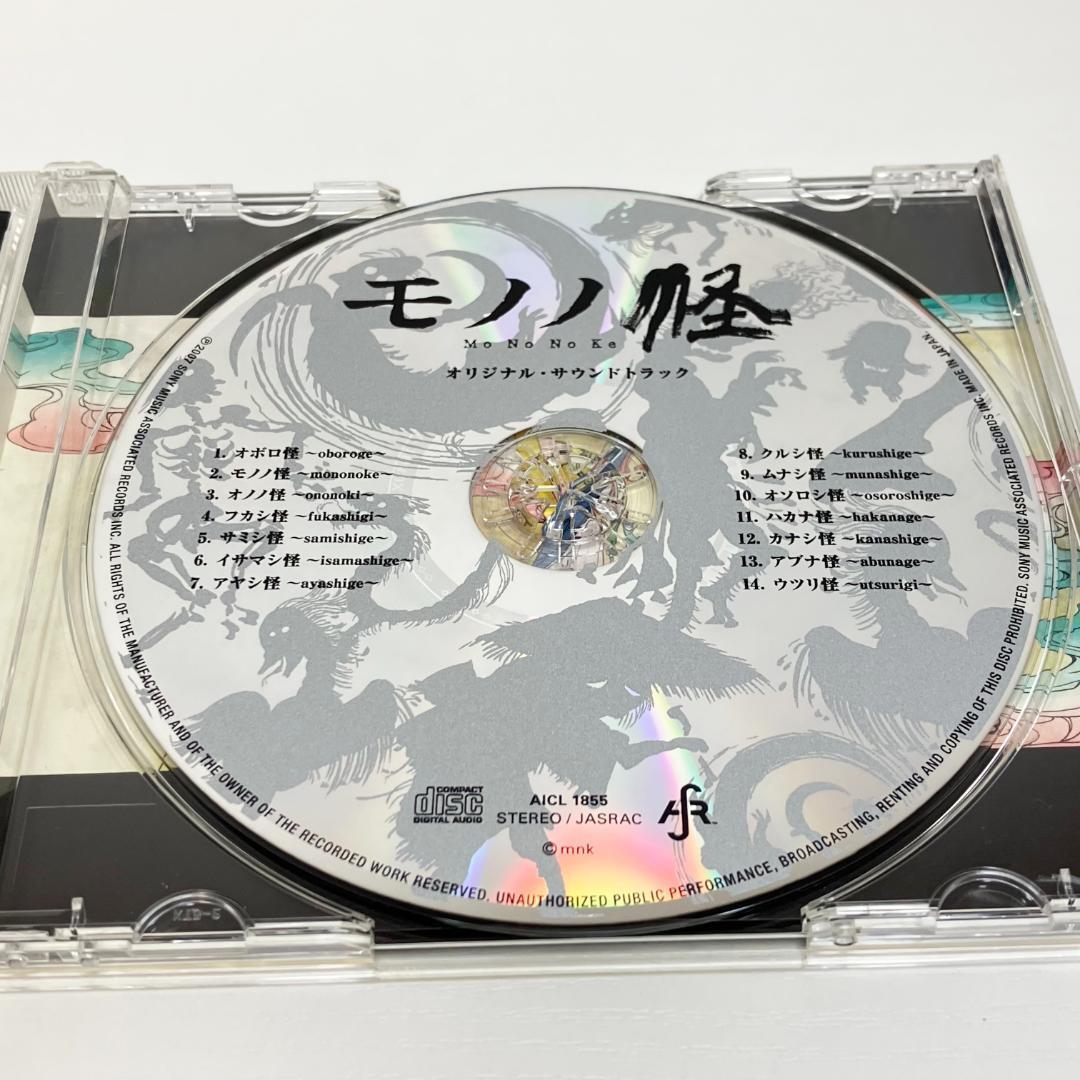 モノノ怪
Mo No No Ke
オリジナル・サウンドトラック
1. オボロ怪 ～oboroge～
2. モノノ怪 ～mononoke
3. オノノ怪 ～ononoki～
4. フカシ怪 ～fukashigi～
5. サミシ怪 ～samishige～
6. イサマシ怪 ～isamashige～
7. アヤシ怪 ～ayashige～
8. クルシ怪 ～kurushige～
9. ムナシ怪 ～munashige～
10. オソロシ怪 ～osoroshige～
11. ハカナ怪 ～hakanage～
12. カナシ怪 ～kanashige～
13. アブナ怪 ～abunage～
14. ウツリ怪 ～utsurigi～
COMPACT
disc
DIGITAL AUDIO
AICL 1855
STEREO / JASRAC
ASR
©mnk
℗2007 SONY MUSIC ASSOCIATED RECORDS INC. ALL RIGHTS OF THE MANUFACTURER AND OF THE OWNER OF THE RECORDED WORK RESERVED. UNAUTHORIZED PUBLIC PERFORMANCE, BROADCASTING, RENTING AND COPYING OF THIS DISC PROHIBITED. SONY MUSIC ASSOCIATED RECORDS INC. MADE IN JAPAN.